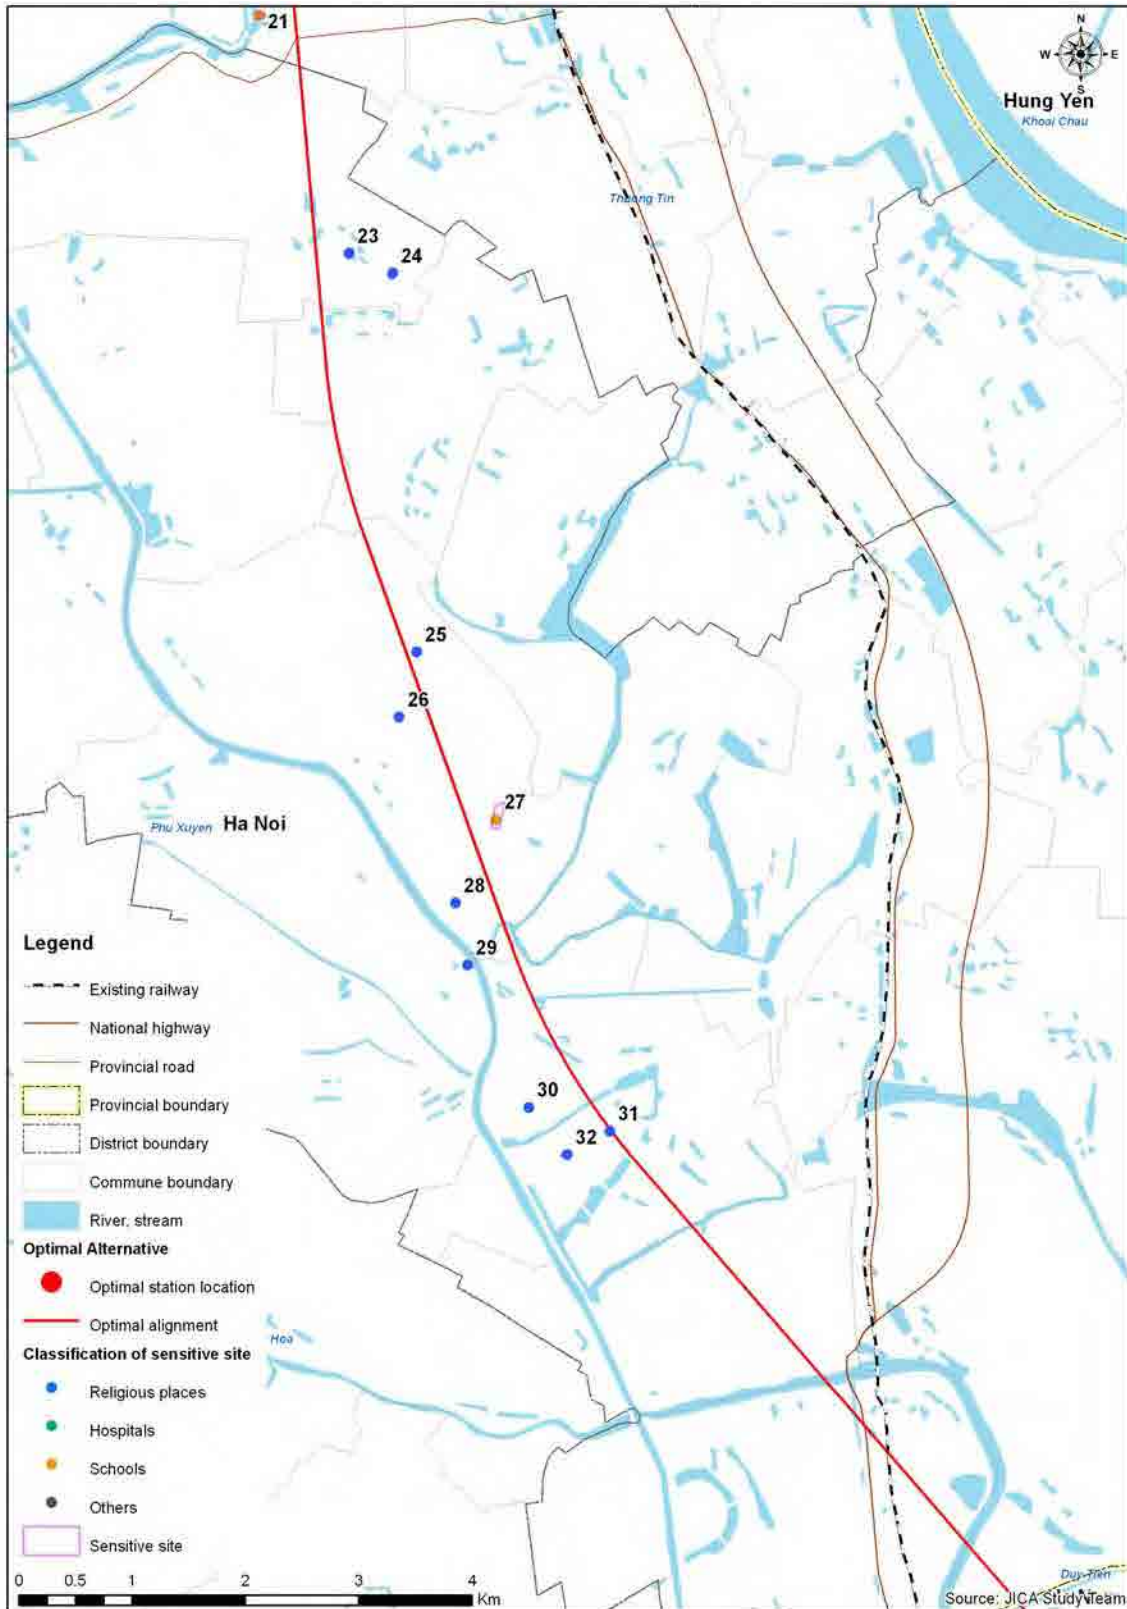 21
N
W E
S
Hung Yen
Khoai Chau
Thuong Tin
23
24
25
26
27
Phu Xuyen Ha Noi
28
29
30
31
32
Legend
Existing railway
National highway
Provincial road
Provincial boundary
District boundary
Commune boundary
River, stream
Optimal Alternative
Optimal station location
Optimal alignment
Hoa
Classification of sensitive site
Religious places
Hospitals
Schools
Others
Sensitive site
0 0.5 1 2 3 4
Km
Duy Tien
Source: JICA Study Team